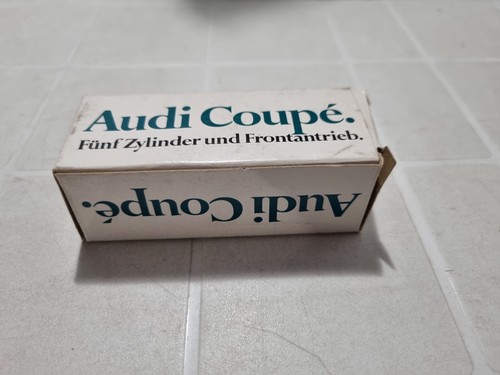 Audi Coupé.
Fünf Zylinder und Frontantrieb.
Audi Coupé.